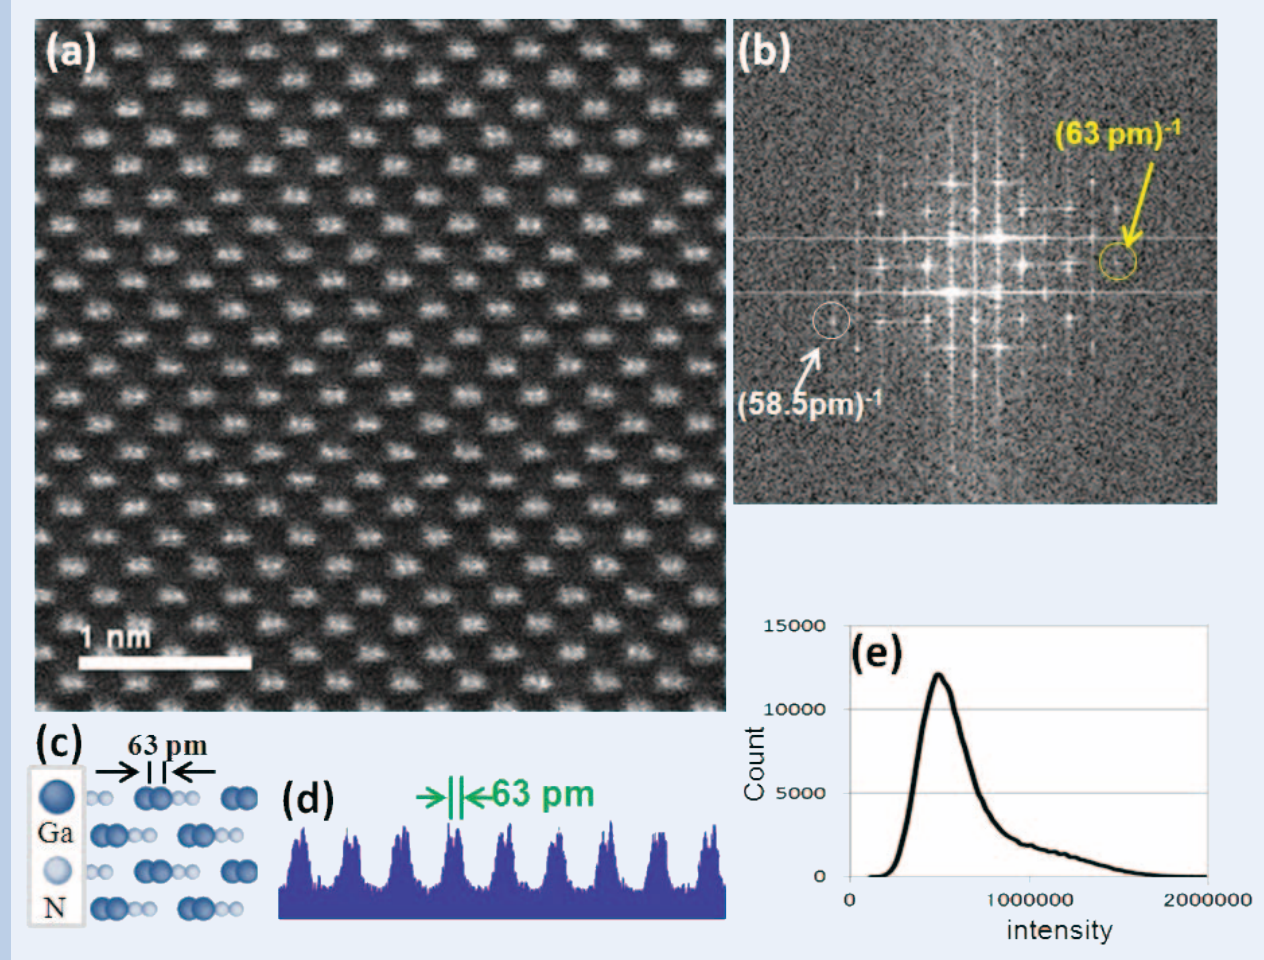 (a)
1 nm
(b)
(63 pm)-1
(58.5pm)-1
(c)
63 pm
Ga
N
(d)
63 pm
(e)
15000
10000
5000
0
Count
0 1000000 2000000
intensity